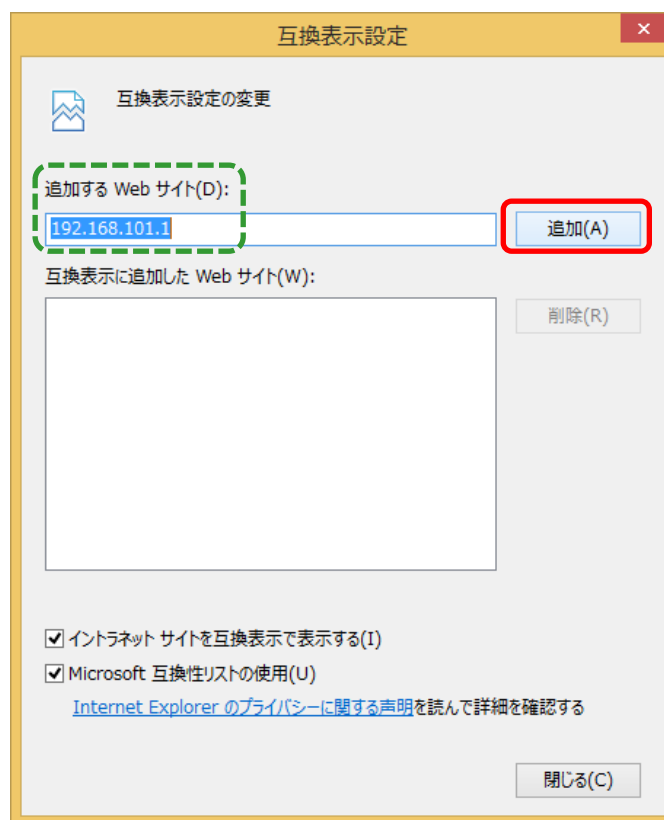 互換表示設定
互換表示設定の変更
追加する Web サイト(D):
192.168.101.1
追加(A)
互換表示に追加した Web サイト(W):
削除(R)
イントラネット サイトを互換表示で表示する(I)
Microsoft 互換性リストの使用(U)
Internet Explorer のプライバシーに関する声明を読んで詳細を確認する
閉じる(C)